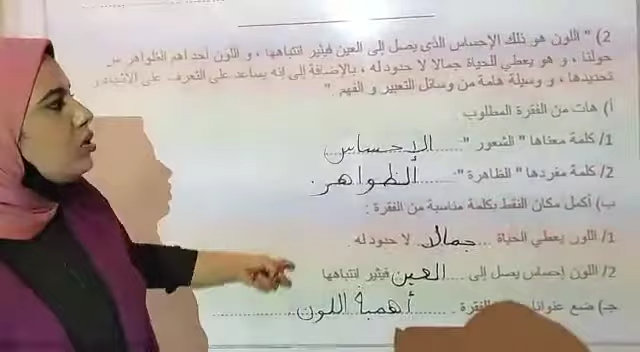 2) " اللون هو ذلك الإحساس الذي يصل إلى العين فيثير انتباهها ، و اللون أحد أهم الظواهر من
حولنا ، و هو يعطي للحياة جمالا لا حدود له ، بالإضافة إلى إنه يساعد على التعرف على الأشياء و
تحديدها ، و وسيلة هامة من وسائل التعبير و الفهم . "
أ) هات من الفقرة المطلوب
1/ كلمة معناها " الشعور " الإحساس
2/ كلمة مفردها " الظاهرة " الظواهر.
ب) أكمل مكان النقط بكلمة مناسبة من الفقرة :
1/ اللون يعطي الحياة ...جمالا.. لا حدود له
2/ اللون إحساس يصل إلى ....العين فيثير انتباهها
جـ) ضع عنوانا الفقرة . أهمية اللون